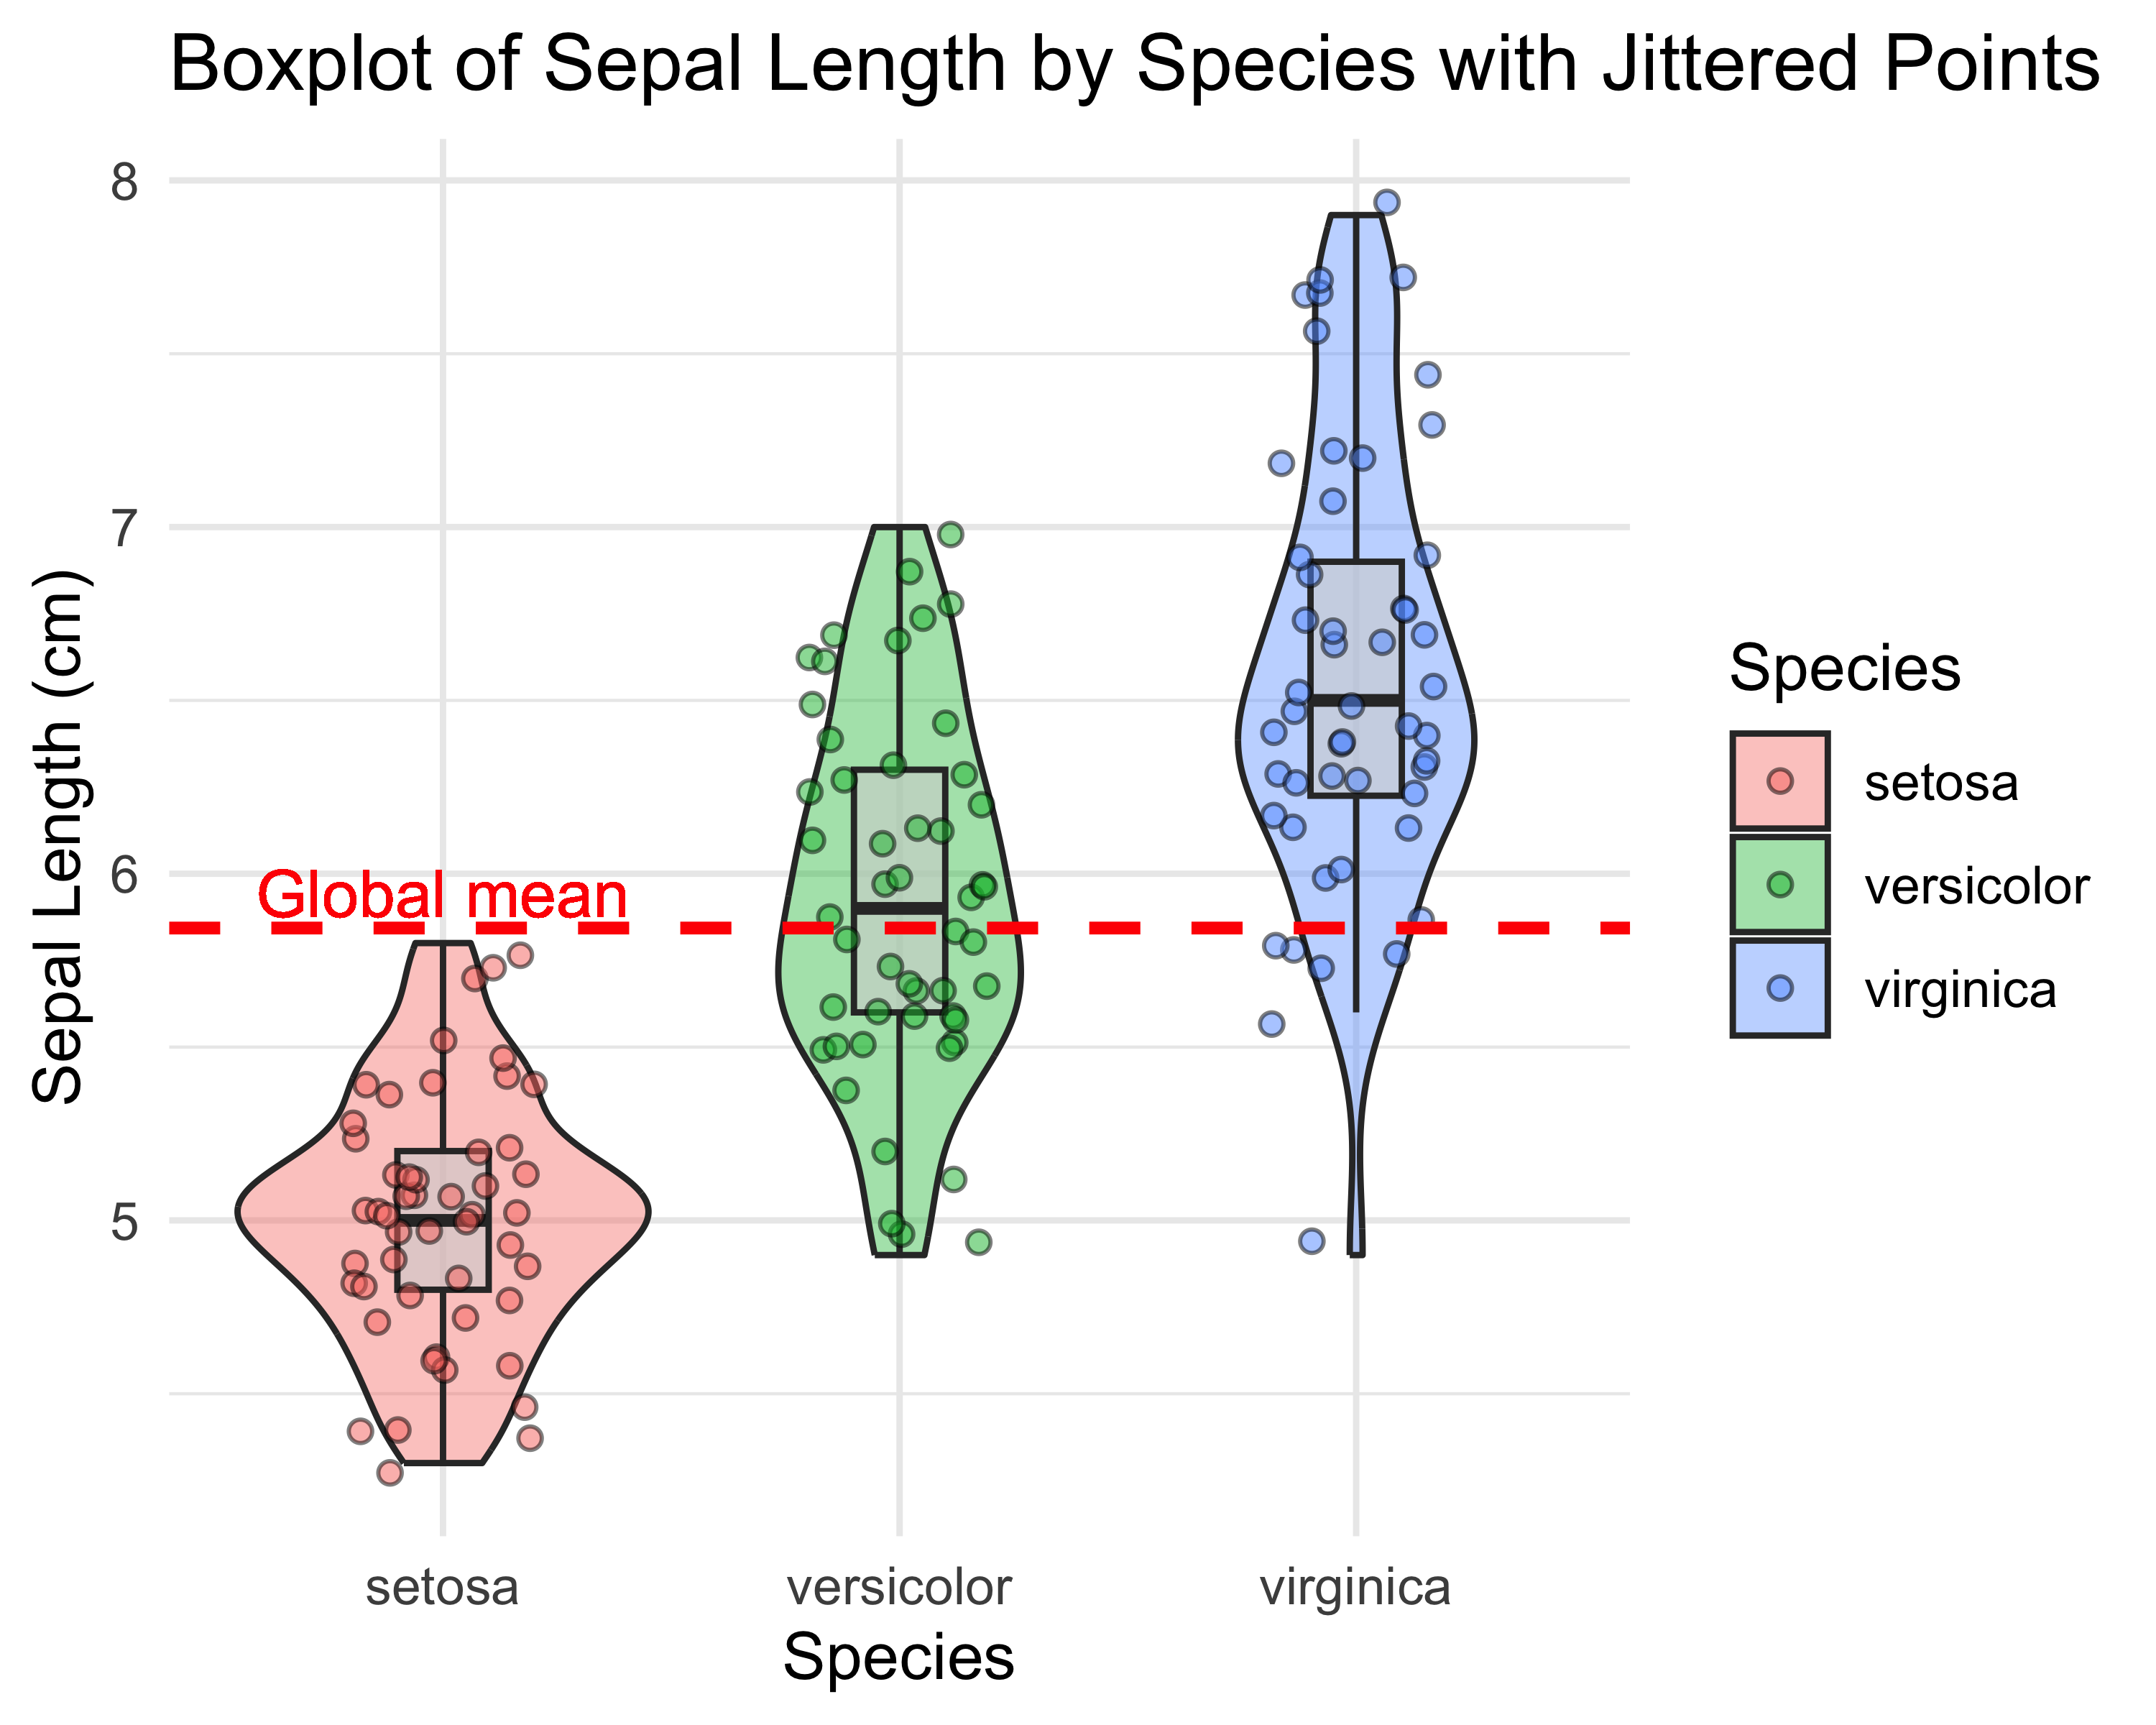 Boxplot of Sepal Length by Species with Jittered Points
Sepal Length (cm)
8
7
6
5
Global mean
setosa
versicolor
virginica
Species
Species
setosa
versicolor
virginica